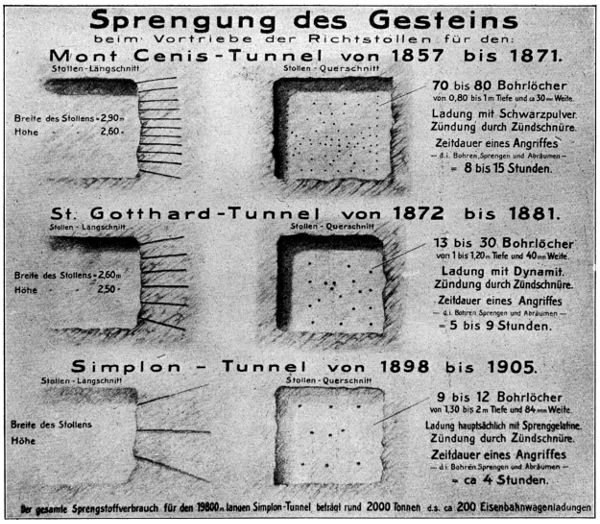 Sprengung des Gesteins
beim Vortriebe der Richtstollen für den:
Mont Cenis-Tunnel von 1857 bis 1871.
Stollen-Längschnitt
Stollen-Querschnitt
Breite des Stollens = 2,90 m
Höhe 2,60 "
70 bis 80 Bohrlöcher
von 0,80 bis 1 m Tiefe und ca 30 mm Weite.
Ladung mit Schwarzpulver.
Zündung durch Zündschnüre.
Zeitdauer eines Angriffes
— d.i. Bohren, Sprengen und Abräumen —
= 8 bis 15 Stunden.
St. Gotthard-Tunnel von 1872 bis 1881.
Stollen-Längschnitt
Stollen-Querschnitt
Breite des Stollens = 2,60 m
Höhe 2,50 "
13 bis 30 Bohrlöcher
von 1 bis 1,20 m Tiefe und 40 mm Weite.
Ladung mit Dynamit.
Zündung durch Zündschnüre.
Zeitdauer eines Angriffes
— d.i. Bohren, Sprengen und Abräumen —
= 5 bis 9 Stunden.
Simplon - Tunnel von 1898 bis 1905.
Stollen-Längschnitt
Stollen-Querschnitt
Breite des Stollens
Höhe
9 bis 12 Bohrlöcher
von 1,30 bis 2 m Tiefe und 84 mm Weite.
Ladung hauptsächlich mit Sprenggelatine.
Zündung durch Zündschnüre.
Zeitdauer eines Angriffes
— d.i. Bohren, Sprengen und Abräumen —
= ca 4 Stunden.
Der gesamte Sprengstoffverbrauch für den 19800 m langen Simplon-Tunnel beträgt rund 2000 Tonnen d.s. ca 200 Eisenbahnwagenladungen